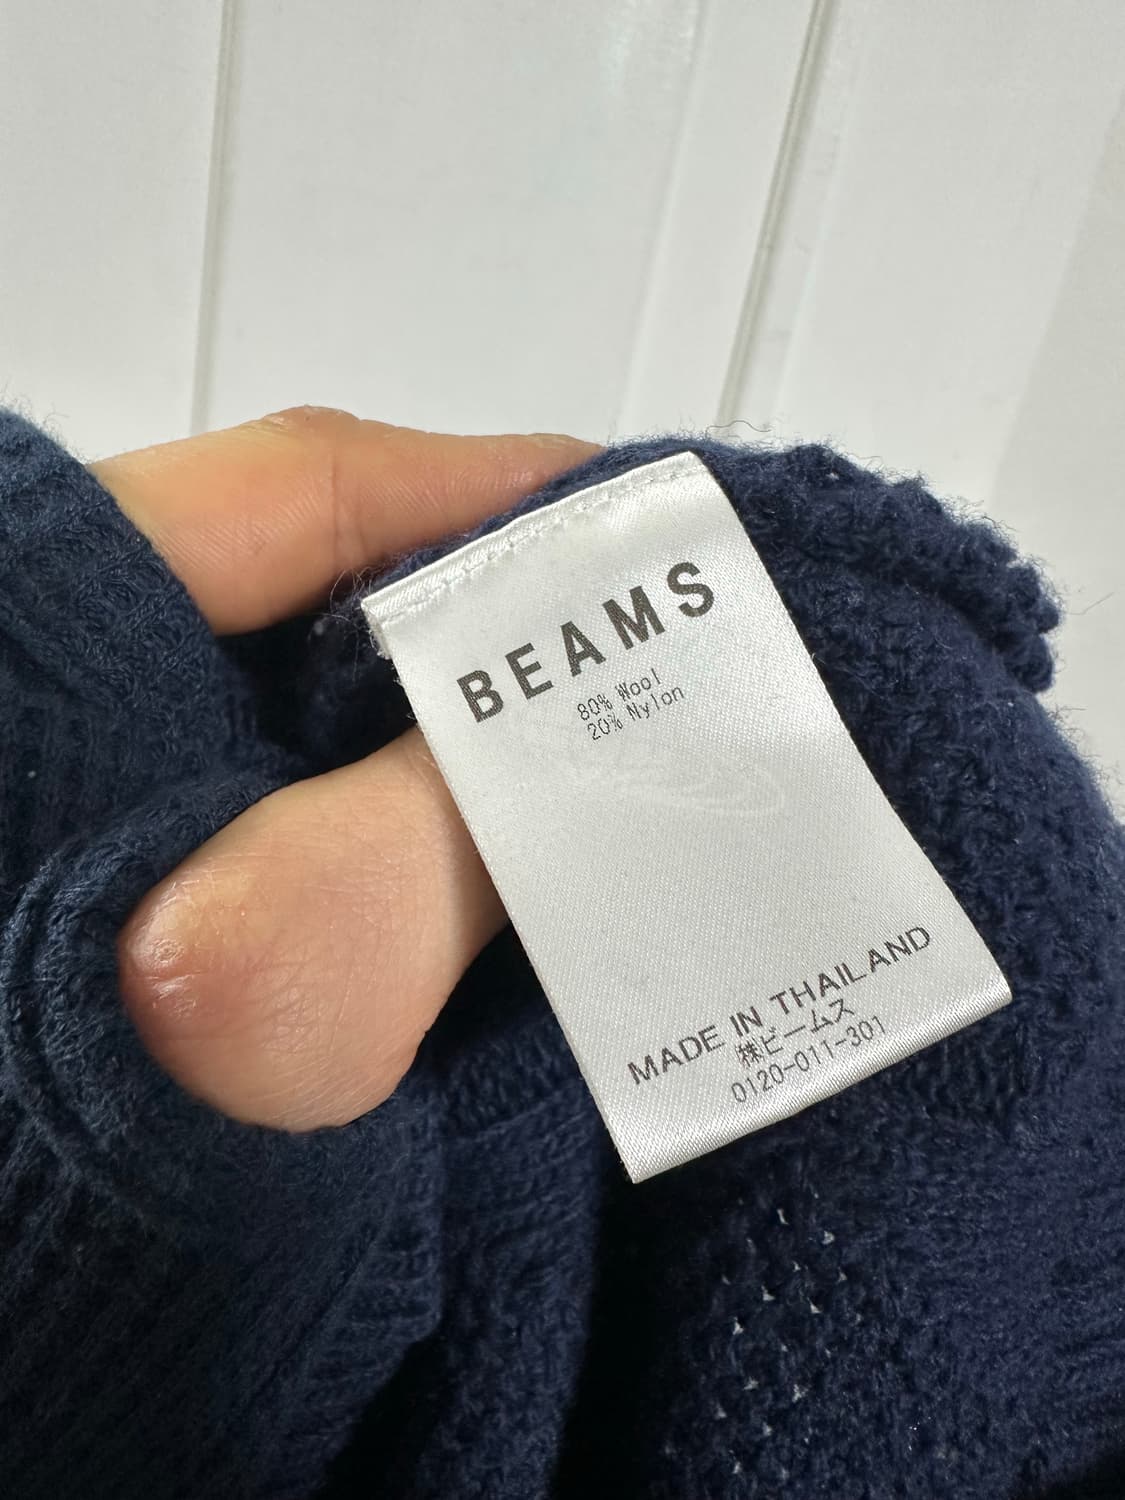 BEAMS
80% Wool
20% Nylon
MADE IN THAILAND
㈱ビームス
0120-011-301